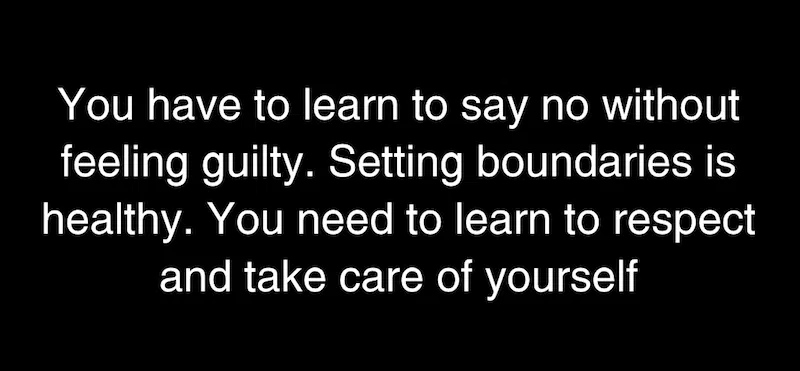 You have to learn to say no without
feeling guilty. Setting boundaries is
healthy. You need to learn to respect
and take care of yourself